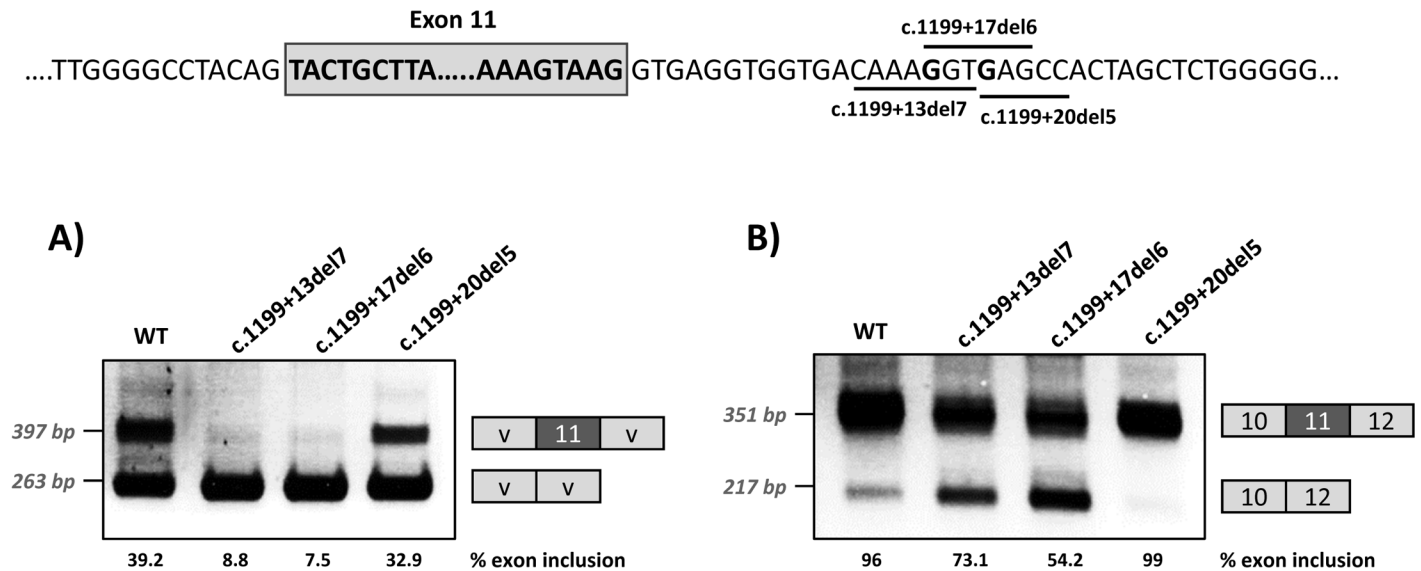 Exon 11
c.1199+17del6
....TTGGGGCCTACAG TACTGCTTA.....AAAGTAAG GTGAGGTGGTGACAAAGGTGAGCCACTAGCTCTGGGGG...
c.1199+13del7
c.1199+20del5
A)
WT
c.1199+13del7
c.1199+17del6
c.1199+20del5
397 bp
v 11 v
263 bp
v v
39.2 8.8 7.5 32.9 % exon inclusion
B)
WT
c.1199+13del7
c.1199+17del6
c.1199+20del5
351 bp
10 11 12
217 bp
10 12
96 73.1 54.2 99 % exon inclusion